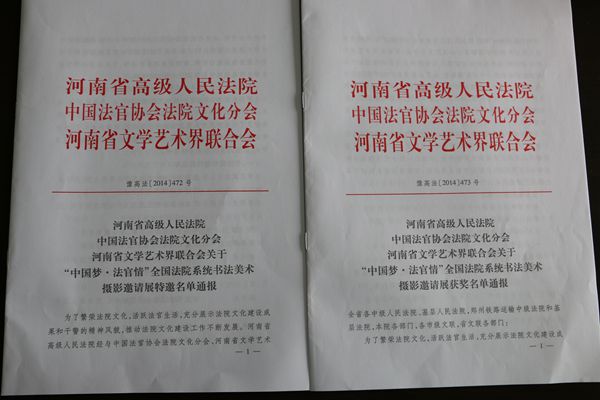 河南省高级人民法院
中国法官协会法院文化分会
河南省文学艺术界联合会
豫高法〔2014〕472 号
河南省高级人民法院
中国法官协会法院文化分会
河南省文学艺术界联合会关于
“中国梦·法官情”全国法院系统书法美术
摄影邀请展特邀名单通报
为了繁荣法院文化,活跃法官生活,充分展示法院文化建设成
果和干警的精神风貌,推动法院文化建设工作不断发展。河南省
高级人民法院经与中国法官协会法院文化分会、河南省文学艺术
— 1 —
河南省高级人民法院
中国法官协会法院文化分会
河南省文学艺术界联合会
豫高法〔2014〕473 号
河南省高级人民法院
中国法官协会法院文化分会
河南省文学艺术界联合会关于
“中国梦·法官情”全国法院系统书法美术
摄影邀请展获奖名单通报
全省各中级人民法院、基层人民法院,郑州铁路运输中级法院和基
层法院,本院各部门,各市级文联,省文联各部门:
为了繁荣法院文化,活跃法官生活,充分展示法院文化建设成
— 1 —